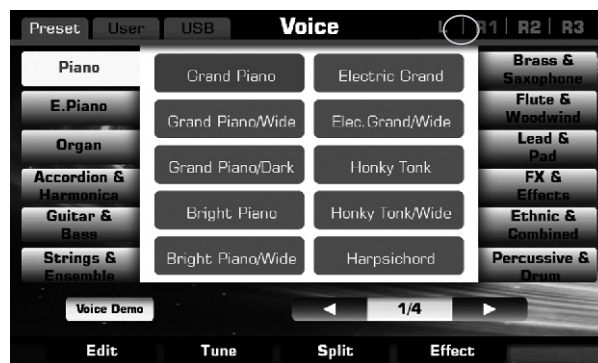 Preset User USB Voice L R1 R2 R3
Piano
E.Piano
Organ
Accordion &
Harmonica
Guitar &
Bass
Strings &
Ensemble
Grand Piano
Electric Grand
Grand Piano/Wide
Elec.Grand/Wide
Grand Piano/Dark
Honky Tonk
Bright Piano
Honky Tonk/Wide
Bright Piano/Wide
Harpsichord
Brass &
Saxophone
Flute &
Woodwind
Lead &
Pad
FX &
Effects
Ethnic &
Combined
Percussive &
Drum
Voice Demo
1/4
Edit Tune Split Effect